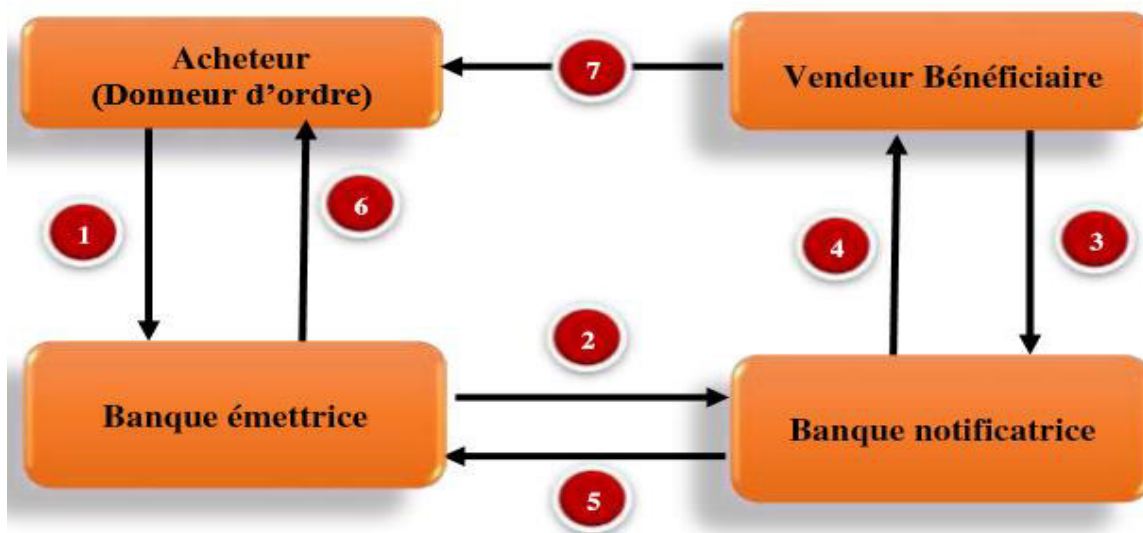 Acheteur
(Donneur d'ordre)
7
Vendeur Bénéficiaire
1
6
4
3
2
Banque émettrice
Banque notificatrice
5